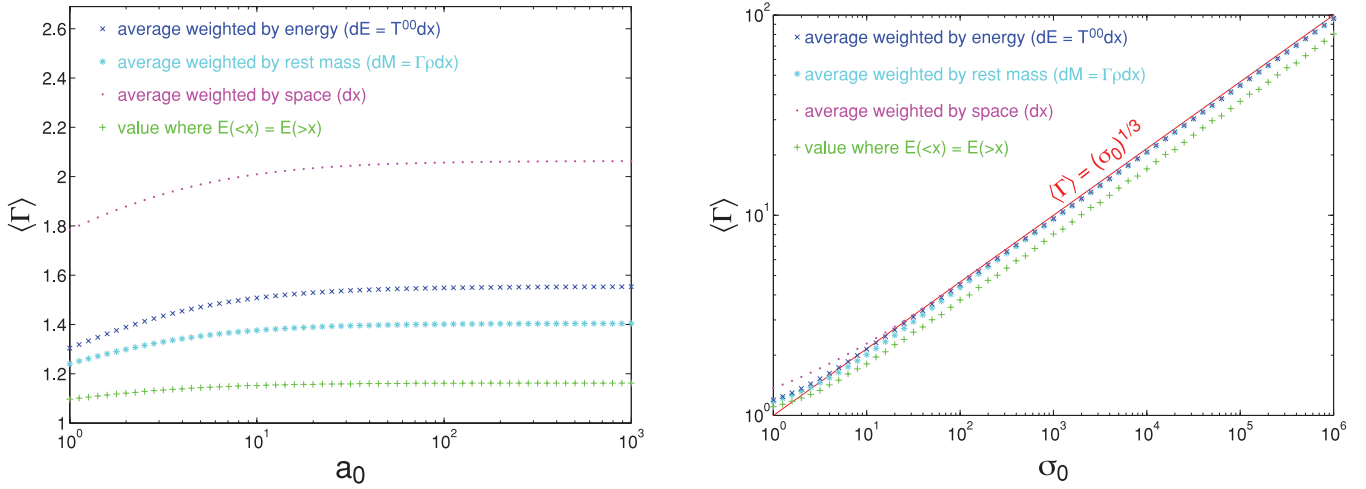 2.6
2.4
2.2
2
1.8
1.6
1.4
1.2
1
⟨Γ⟩
average weighted by energy (dE = T⁰⁰dx)
average weighted by rest mass (dM = Γρdx)
average weighted by space (dx)
value where E(<x) = E(>x)
10⁰ 10¹ 10² 10³
a₀
10²
10¹
10⁰
⟨Γ⟩
average weighted by energy (dE = T⁰⁰dx)
average weighted by rest mass (dM = Γρdx)
average weighted by space (dx)
value where E(<x) = E(>x)
⟨Γ⟩ = (σ₀)^1/3
10⁰ 10¹ 10² 10³ 10⁴ 10⁵ 10⁶
σ₀